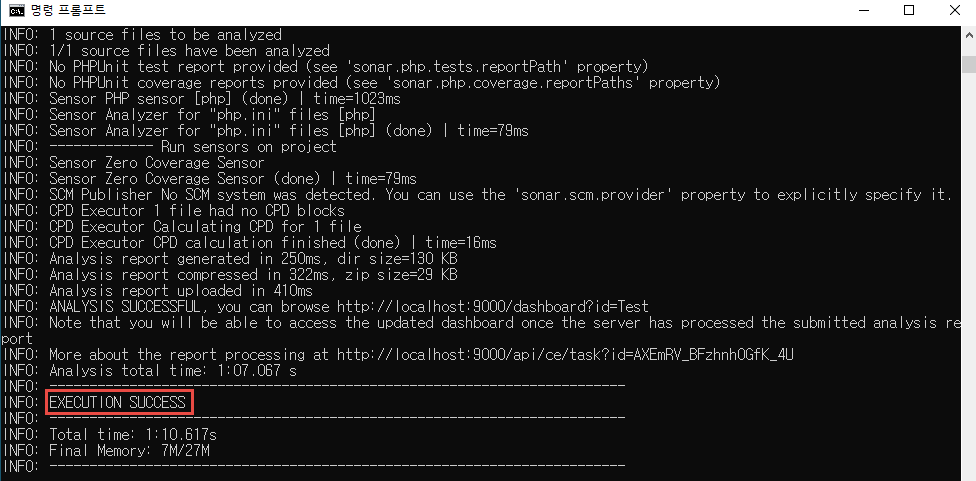 명령 프롬프트
INFO: 1 source files to be analyzed
INFO: 1/1 source files have been analyzed
INFO: No PHPUnit test report provided (see 'sonar.php.tests.reportPath' property)
INFO: No PHPUnit coverage reports provided (see 'sonar.php.coverage.reportPaths' property)
INFO: Sensor PHP sensor [php] (done) | time=1023ms
INFO: Sensor Analyzer for "php.ini" files [php]
INFO: Sensor Analyzer for "php.ini" files [php] (done) | time=79ms
INFO: ------------- Run sensors on project
INFO: Sensor Zero Coverage Sensor
INFO: Sensor Zero Coverage Sensor (done) | time=79ms
INFO: SCM Publisher No SCM system was detected. You can use the 'sonar.scm.provider' property to explicitly specify it.
INFO: CPD Executor 1 file had no CPD blocks
INFO: CPD Executor Calculating CPD for 1 file
INFO: CPD Executor CPD calculation finished (done) | time=16ms
INFO: Analysis report generated in 250ms, dir size=130 KB
INFO: Analysis report compressed in 322ms, zip size=29 KB
INFO: Analysis report uploaded in 410ms
INFO: ANALYSIS SUCCESSFUL, you can browse http://localhost:9000/dashboard?id=Test
INFO: Note that you will be able to access the updated dashboard once the server has processed the submitted analysis re
port
INFO: More about the report processing at http://localhost:9000/api/ce/task?id=AXEmRV_BFzhnhOGfK_4U
INFO: Analysis total time: 1:07.067 s
INFO: ------------------------------------------------------------------------
INFO: EXECUTION SUCCESS
INFO: ------------------------------------------------------------------------
INFO: Total time: 1:10.617s
INFO: Final Memory: 7M/27M
INFO: ------------------------------------------------------------------------